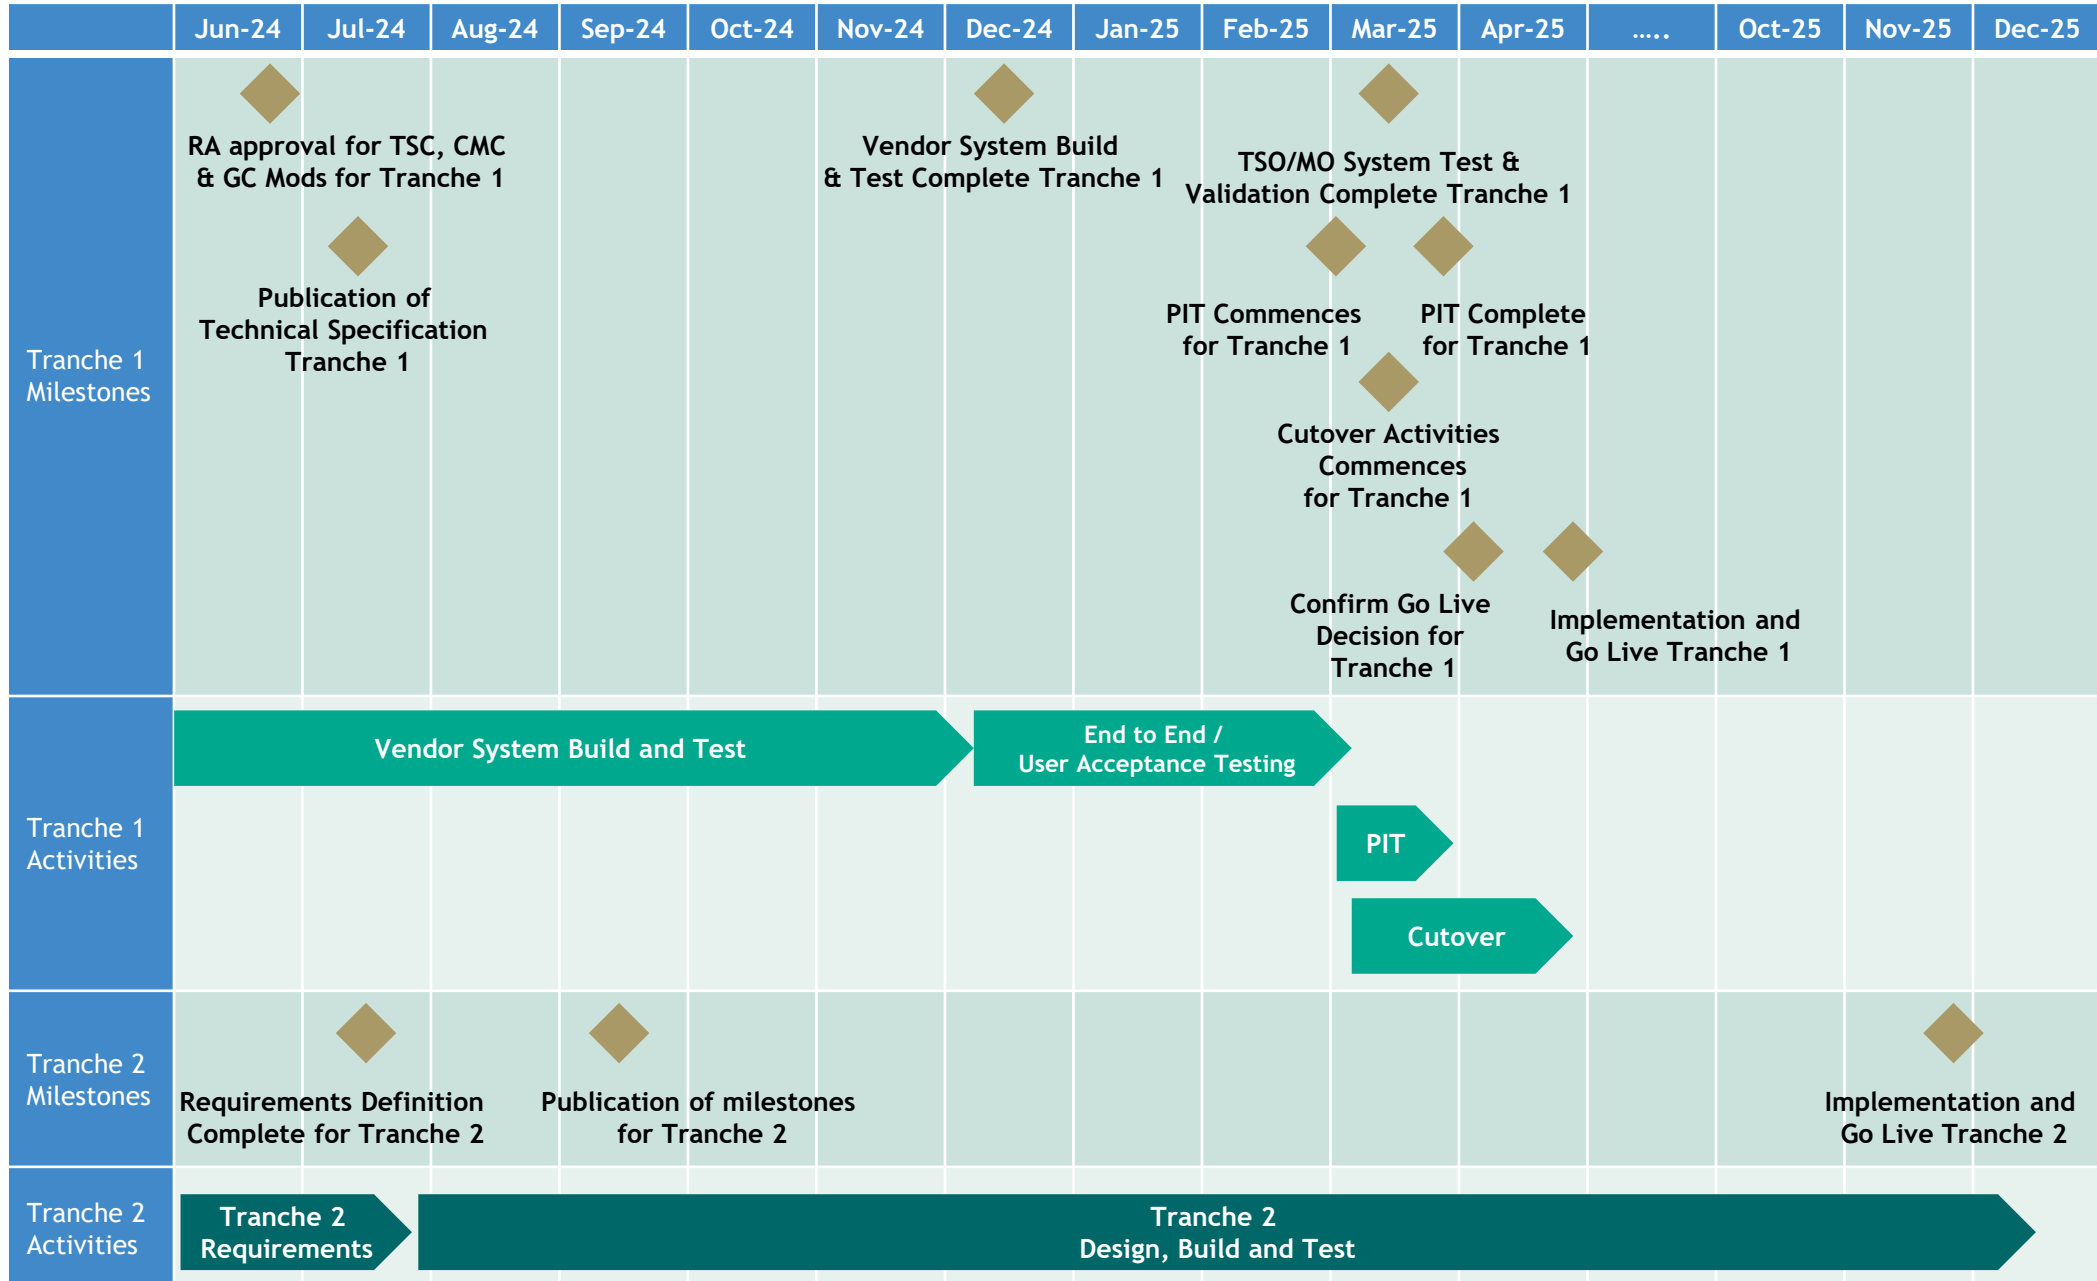 Jun-24 Jul-24 Aug-24 Sep-24 Oct-24 Nov-24 Dec-24 Jan-25 Feb-25 Mar-25 Apr-25 ….. Oct-25 Nov-25 Dec-25
Tranche 1
Milestones
RA approval for TSC, CMC
& GC Mods for Tranche 1
Vendor System Build
& Test Complete Tranche 1
TSO/MO System Test &
Validation Complete Tranche 1
Publication of
Technical Specification
Tranche 1
PIT Commences
for Tranche 1
PIT Complete
for Tranche 1
Cutover Activities
Commences
for Tranche 1
Confirm Go Live
Decision for
Tranche 1
Implementation and
Go Live Tranche 1
Tranche 1
Activities
Vendor System Build and Test
End to End /
User Acceptance Testing
PIT
Cutover
Tranche 2
Milestones
Requirements Definition
Complete for Tranche 2
Publication of milestones
for Tranche 2
Implementation and
Go Live Tranche 2
Tranche 2
Activities
Tranche 2
Requirements
Tranche 2
Design, Build and Test